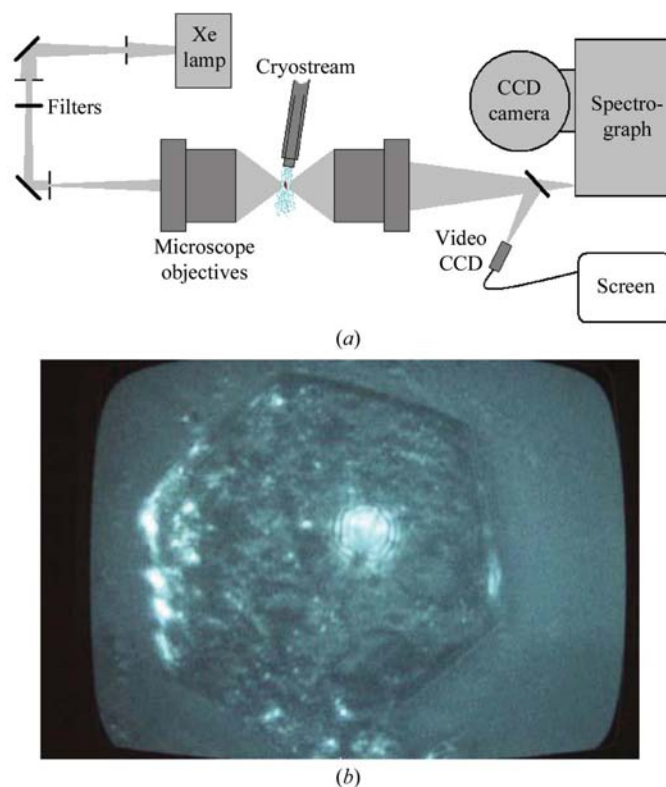 Xe
lamp
Cryostream
CCD
camera
Spectro-
graph
Filters
Microscope
objectives
Video
CCD
Screen
(a)
(b)